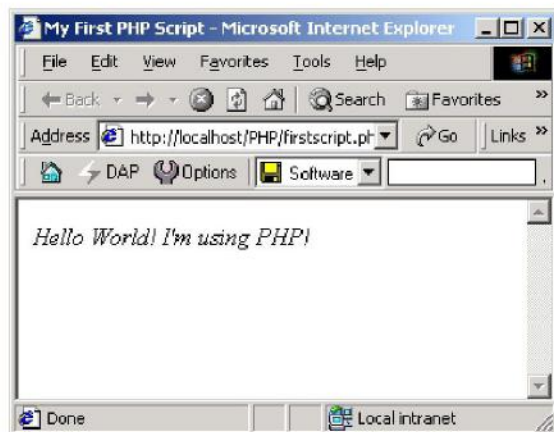 My First PHP Script - Microsoft Internet Explorer
File Edit View Favorites Tools Help
Back Search Favorites »
Address http://localhost/PHP/firstscript.ph Go Links »
DAP Options Software
Hello World! I'm using PHP!
Done Local intranet